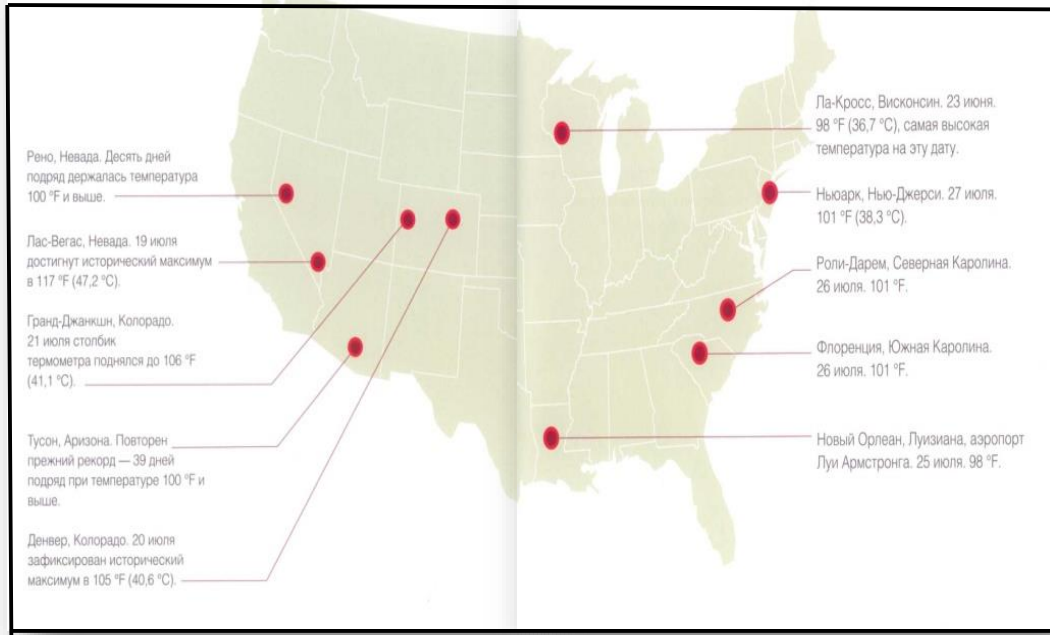 Рено, Невада. Десять дней
подряд держалась температура
100 °F и выше.
Лас-Вегас, Невада. 19 июля
достигнут исторический максимум
в 117 °F (47,2 °C).
Гранд-Джанкшн, Колорадо.
21 июля столбик
термометра поднялся до 106 °F
(41,1 °C).
Тусон, Аризона. Повторен
прежний рекорд — 39 дней
подряд при температуре 100 °F и
выше.
Денвер, Колорадо. 20 июля
зафиксирован исторический
максимум в 105 °F (40,6 °C).
Ла-Кросс, Висконсин. 23 июня.
98 °F (36,7 °C), самая высокая
температура на эту дату.
Ньюарк, Нью-Джерси. 27 июля.
101 °F (38,3 °C).
Роли-Дарем, Северная Каролина.
26 июля. 101 °F.
Флоренция, Южная Каролина.
26 июля. 101 °F.
Новый Орлеан, Луизиана, аэропорт
Луи Армстронга. 25 июля. 98 °F.